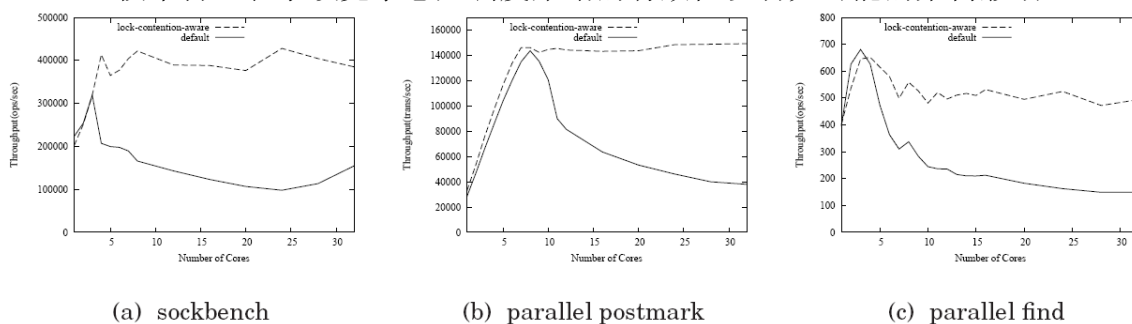 lock-contention-aware
default
Throughput(ops/sec)
500000
400000
300000
200000
100000
0
5
10
15
20
25
30
Number of Cores
(a) sockbench
lock-contention-aware
default
Throughput(trans/sec)
160000
140000
120000
100000
80000
60000
40000
20000
0
5
10
15
20
25
30
Number of Cores
(b) parallel postmark
lock-contention-aware
default
Throughput(ops/sec)
800
700
600
500
400
300
200
100
0
5
10
15
20
25
30
Number of Cores
(c) parallel find